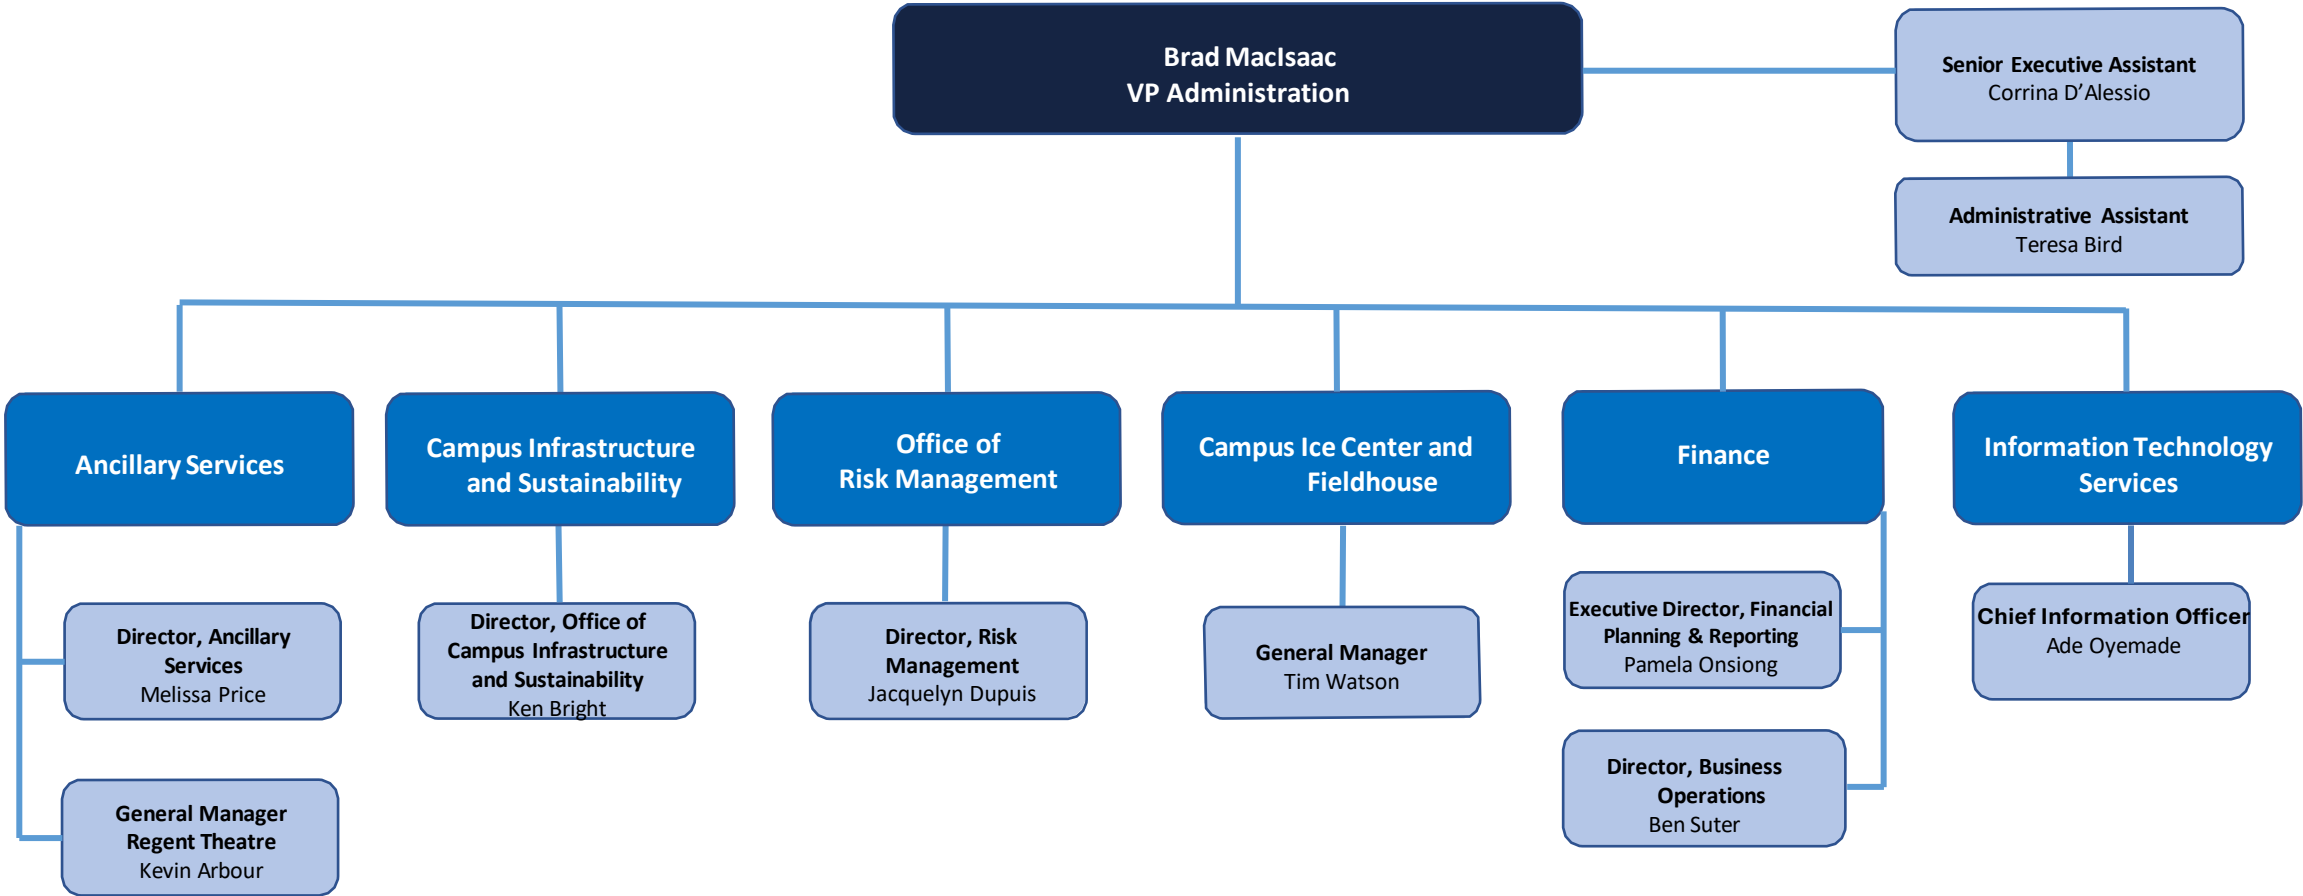 Brad MacIsaac
VP Administration
Senior Executive Assistant
Corrina D’Alessio
Administrative Assistant
Teresa Bird
Ancillary Services
Campus Infrastructure
and Sustainability
Office of
Risk Management
Campus Ice Center and
Fieldhouse
Finance
Information Technology
Services
Director, Ancillary
Services
Melissa Price
General Manager
Regent Theatre
Kevin Arbour
Director, Office of
Campus Infrastructure
and Sustainability
Ken Bright
Director, Risk
Management
Jacquelyn Dupuis
General Manager
Tim Watson
Executive Director, Financial
Planning & Reporting
Pamela Onsiong
Director, Business
Operations
Ben Suter
Chief Information Officer
Ade Oyemade